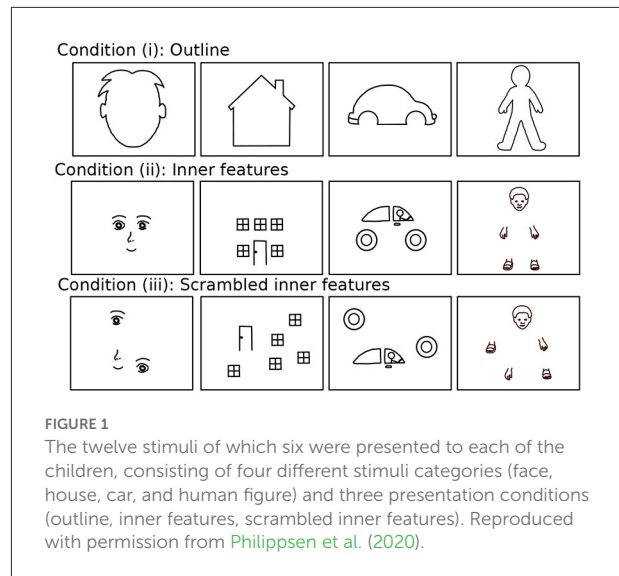 Condition (i): Outline
Condition (ii): Inner features
Condition (iii): Scrambled inner features
FIGURE 1
The twelve stimuli of which six were presented to each of the
children, consisting of four different stimuli categories (face,
house, car, and human figure) and three presentation conditions
(outline, inner features, scrambled inner features). Reproduced
with permission from Philippsen et al. (2020).